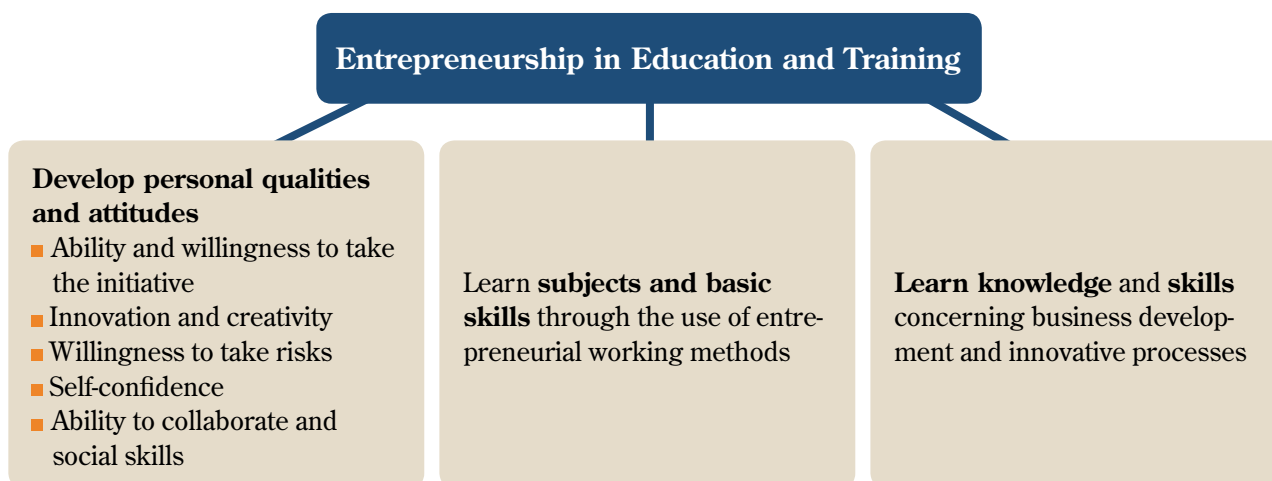 Entrepreneurship in Education and Training
Develop personal qualities
and attitudes
■ Ability and willingness to take
the initiative
■ Innovation and creativity
■ Willingness to take risks
■ Self-confidence
■ Ability to collaborate and
social skills
Learn subjects and basic
skills through the use of entre-
preneurial working methods
Learn knowledge and skills
concerning business develop-
ment and innovative processes